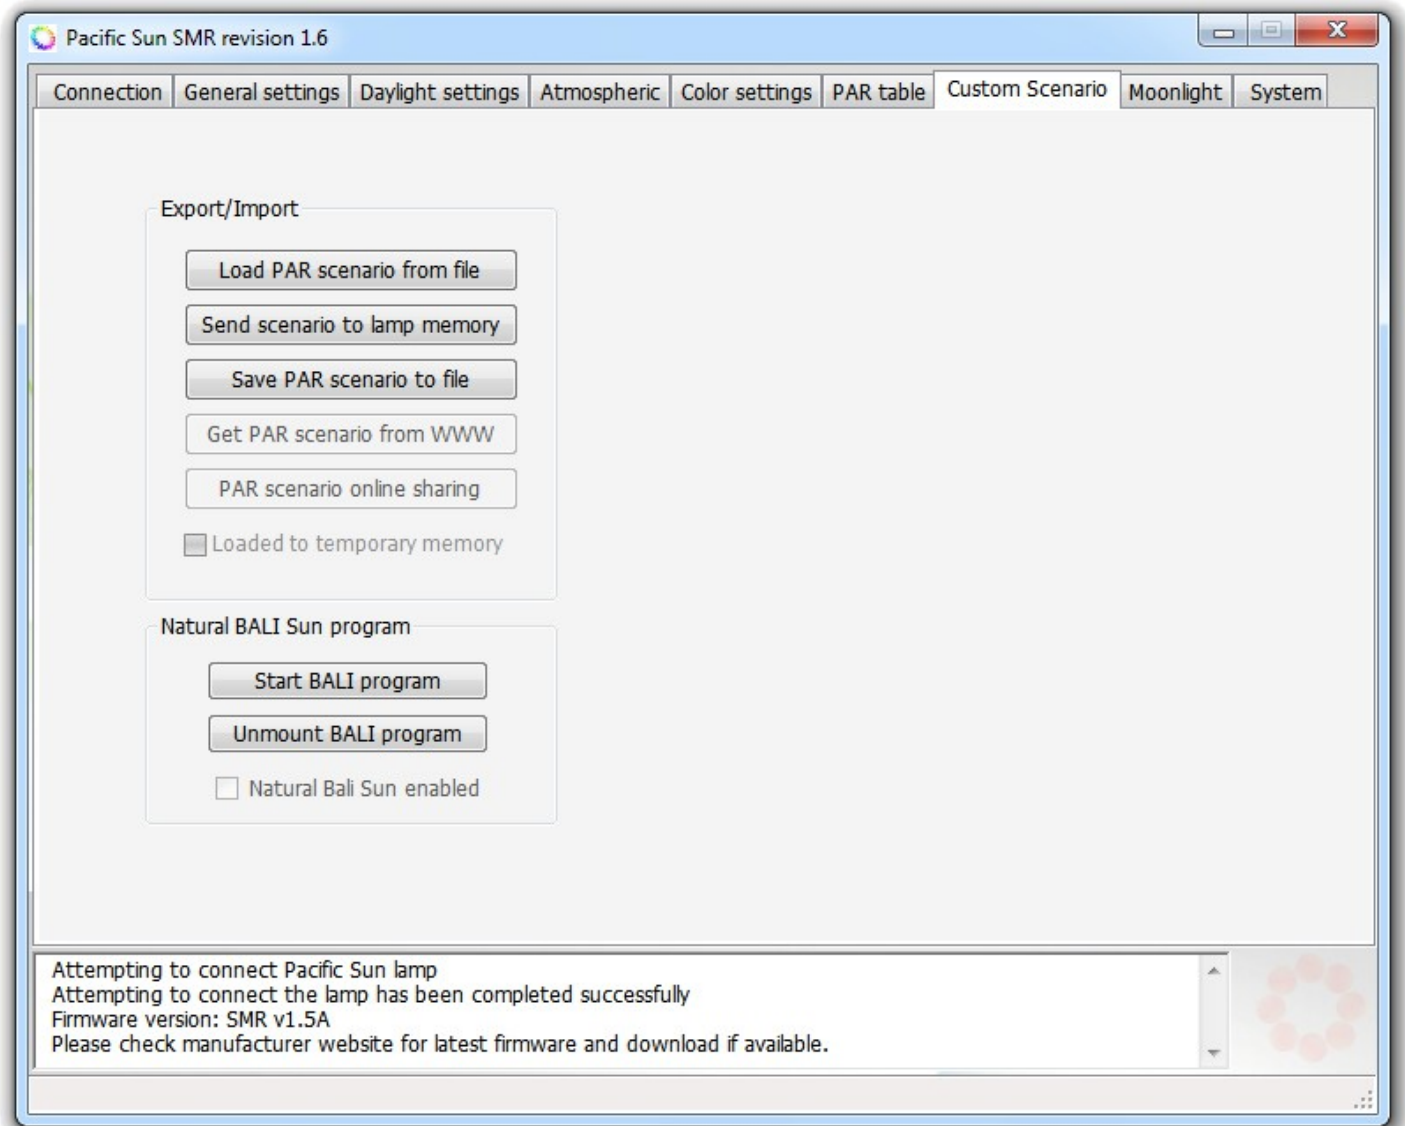 Pacific Sun SMR revision 1.6
Connection General settings Daylight settings Atmospheric Color settings PAR table Custom Scenario Moonlight System
Export/Import
Load PAR scenario from file
Send scenario to lamp memory
Save PAR scenario to file
Get PAR scenario from WWW
PAR scenario online sharing
Loaded to temporary memory
Natural BALI Sun program
Start BALI program
Unmount BALI program
Natural Bali Sun enabled
Attempting to connect Pacific Sun lamp
Attempting to connect the lamp has been completed successfully
Firmware version: SMR v1.5A
Please check manufacturer website for latest firmware and download if available.